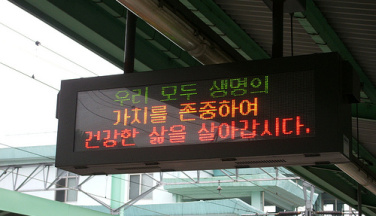 우리 모두 생명의
가치를 존중하여
건강한 삶을 살아갑시다.